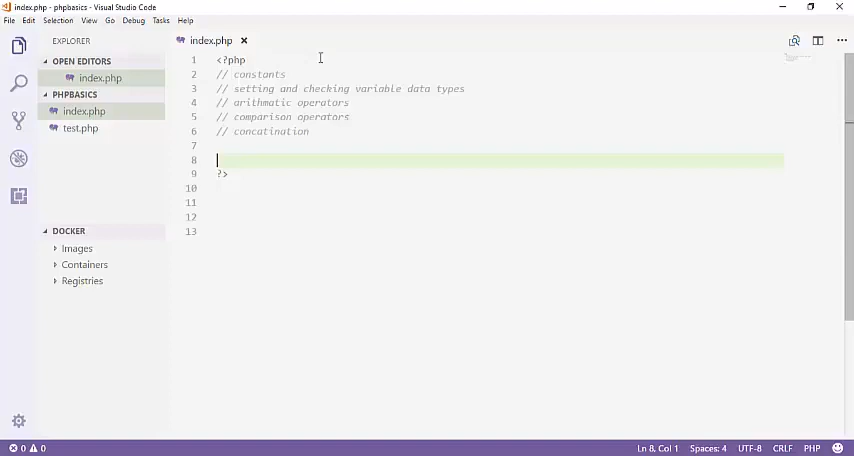 index.php - phpbasics - Visual Studio Code
File Edit Selection View Go Debug Tasks Help
EXPLORER
OPEN EDITORS
index.php
PHPBASICS
index.php
test.php
DOCKER
Images
Containers
Registries
index.php
1 <?php
2 // constants
3 // setting and checking variable data types
4 // arithmatic operators
5 // comparison operators
6 // concatination
7
8
9 ?>
10
11
12
13
0 0 Ln 8, Col 1 Spaces: 4 UTF-8 CRLF PHP